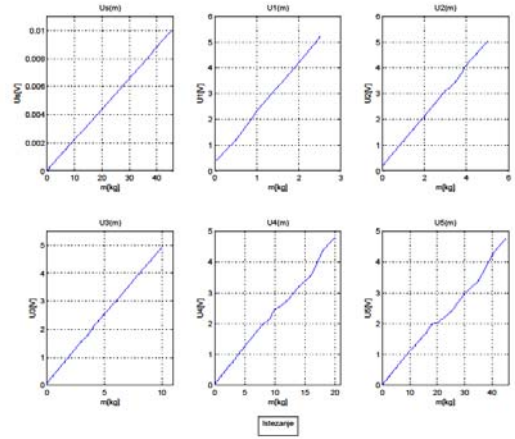 Us(m)
U1(m)
U2(m)
0.01
0.008
0.006
0.004
0.002
0
Us[V]
0 10 20 30 40
m[kg]
6
5
4
3
2
1
0
U1[V]
0 1 2 3
m[kg]
6
5
4
3
2
1
0
U2[V]
0 2 4 6
m[kg]
U3(m)
U4(m)
U5(m)
5
4
3
2
1
0
U3[V]
0 5 10
m[kg]
5
4
3
2
1
0
U4[V]
0 5 10 15 20
m[kg]
5
4
3
2
1
0
U5[V]
0 10 20 30 40
m[kg]
Istezanje